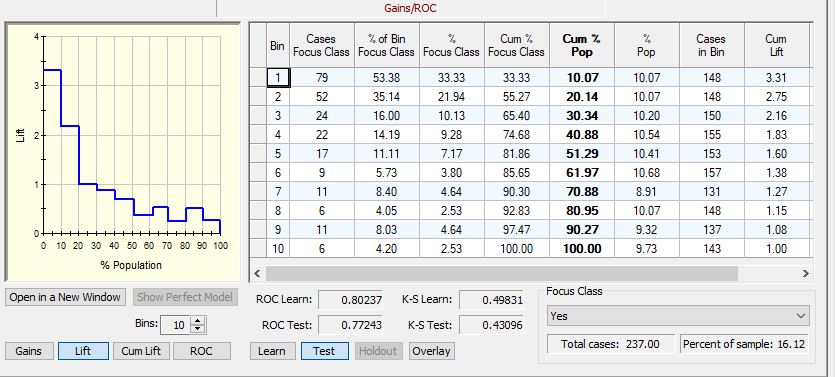 Gains/ROC
Lift
4
3
2
1
0
0 10 20 30 40 50 60 70 80 90 100
% Population
Bin Cases Focus Class % of Bin Focus Class % Focus Class Cum % Focus Class Cum % Pop % Pop Cases in Bin Cum Lift
1 79 53.38 33.33 33.33 10.07 10.07 148 3.31
2 52 35.14 21.94 55.27 20.14 10.07 148 2.75
3 24 16.00 10.13 65.40 30.34 10.20 150 2.16
4 22 14.19 9.28 74.68 40.88 10.54 155 1.83
5 17 11.11 7.17 81.86 51.29 10.41 153 1.60
6 9 5.73 3.80 85.65 61.97 10.68 157 1.38
7 11 8.40 4.64 90.30 70.88 8.91 131 1.27
8 6 4.05 2.53 92.83 80.95 10.07 148 1.15
9 11 8.03 4.64 97.47 90.27 9.32 137 1.08
10 6 4.20 2.53 100.00 100.00 9.73 143 1.00
Open in a New Window Show Perfect Model
Bins: 10
Gains Lift Cum Lift ROC
ROC Learn: 0.80237 K-S Learn: 0.49831
ROC Test: 0.77243 K-S Test: 0.43096
Learn Test Holdout Overlay
Focus Class
Yes
Total cases: 237.00 Percent of sample: 16.12